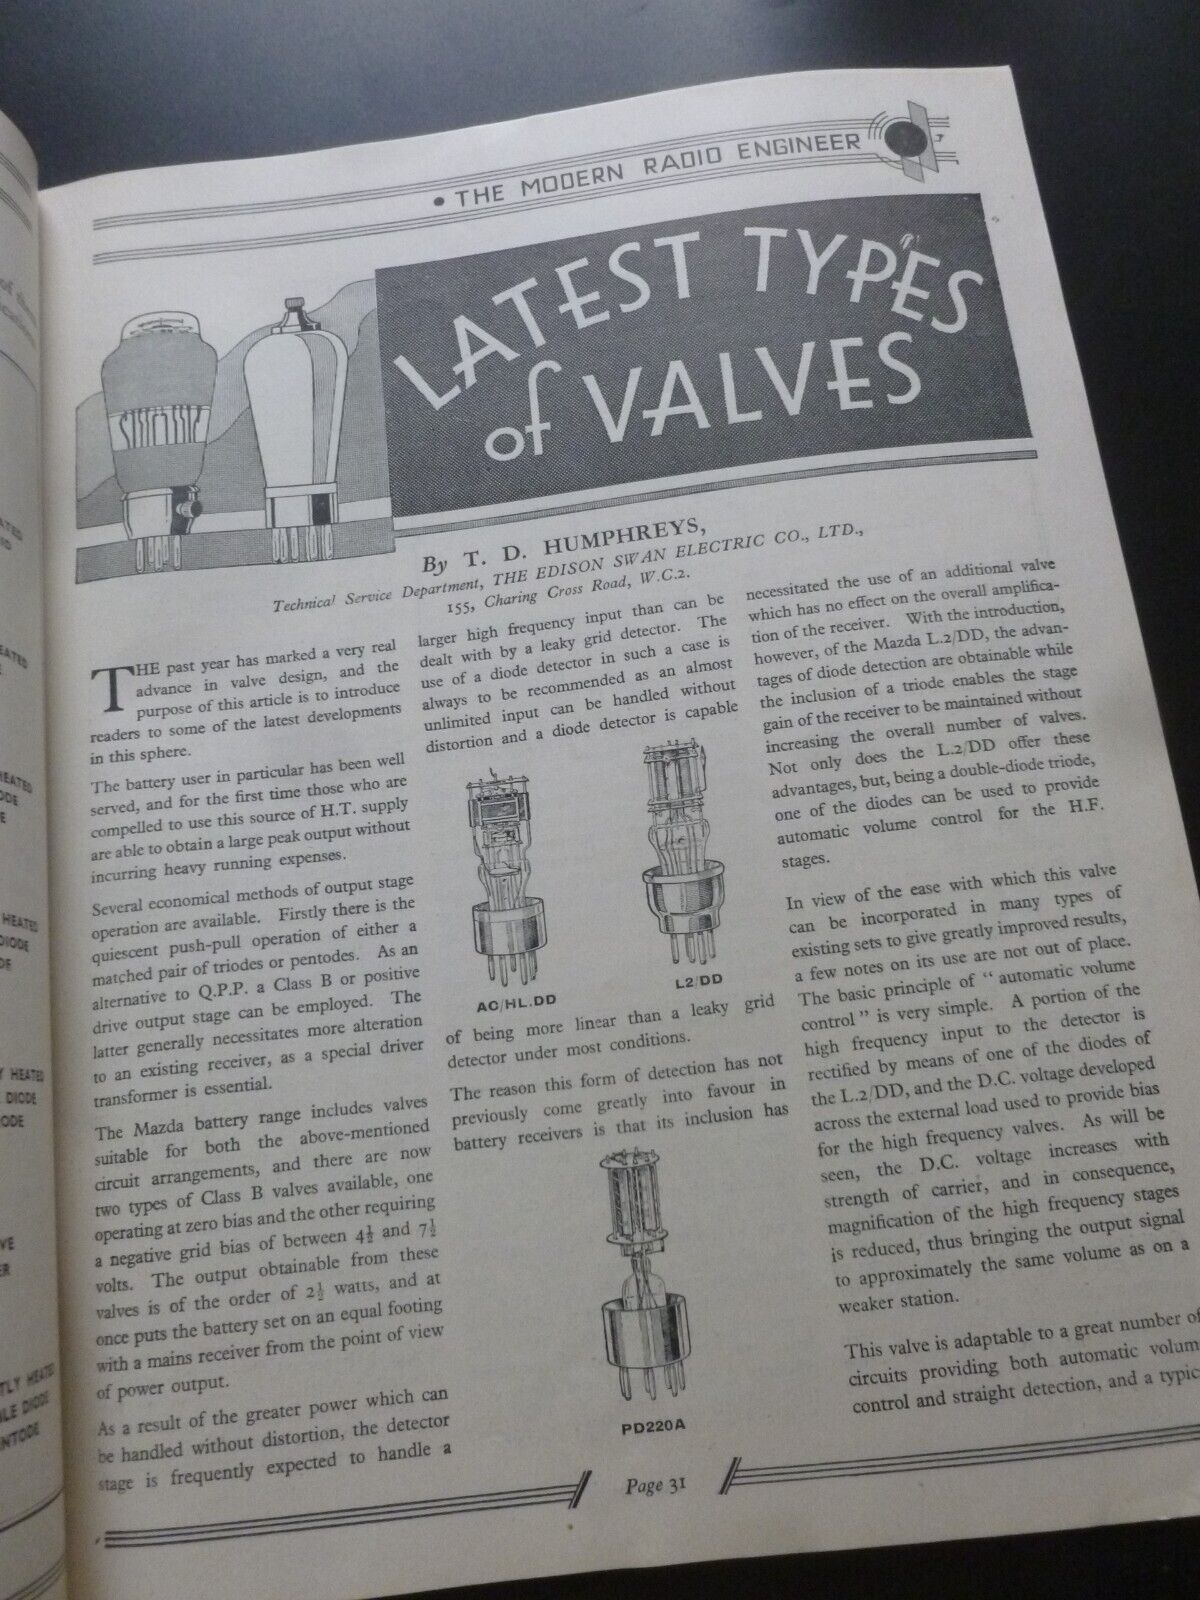 • THE MODERN RADIO ENGINEER
LATEST TYPES
of VALVES
By T. D. HUMPHREYS,
Technical Service Department, THE EDISON SWAN ELECTRIC CO., LTD.,
155, Charing Cross Road, W.C.2.
THE past year has marked a very real
advance in valve design, and the
purpose of this article is to introduce
readers to some of the latest developments
in this sphere.
The battery user in particular has been well
served, and for the first time those who are
compelled to use this source of H.T. supply
are able to obtain a large peak output without
incurring heavy running expenses.
Several economical methods of output stage
operation are available. Firstly there is the
quiescent push-pull operation of either a
matched pair of triodes or pentodes. As an
alternative to Q.P.P. a Class B or positive
drive output stage can be employed. The
latter generally necessitates more alteration
to an existing receiver, as a special driver
transformer is essential.
The Mazda battery range includes valves
suitable for both the above-mentioned
circuit arrangements, and there are now
two types of Class B valves available, one
operating at zero bias and the other requiring
a negative grid bias of between 4½ and 7½
volts. The output obtainable from these
valves is of the order of 2½ watts, and at
once puts the battery set on an equal footing
with a mains receiver from the point of view
of power output.
As a result of the greater power which can
be handled without distortion, the detector
stage is frequently expected to handle a
larger high frequency input than can be
dealt with by a leaky grid detector. The
use of a diode detector in such a case is
always to be recommended as an almost
unlimited input can be handled without
distortion and a diode detector is capable
AC/HL.DD
L2/DD
of being more linear than a leaky grid
detector under most conditions.
The reason this form of detection has not
previously come greatly into favour in
battery receivers is that its inclusion has
PD220A
necessitated the use of an additional valve
which has no effect on the overall amplifica-
tion of the receiver. With the introduction,
however, of the Mazda L.2/DD, the advan-
tages of diode detection are obtainable while
the inclusion of a triode enables the stage
gain of the receiver to be maintained without
increasing the overall number of valves.
Not only does the L.2/DD offer these
advantages, but, being a double-diode triode,
one of the diodes can be used to provide
automatic volume control for the H.F.
stages.
In view of the ease with which this valve
can be incorporated in many types of
existing sets to give greatly improved results,
a few notes on its use are not out of place.
The basic principle of “ automatic volume
control ” is very simple. A portion of the
high frequency input to the detector is
rectified by means of one of the diodes of
the L.2/DD, and the D.C. voltage developed
across the external load used to provide bias
for the high frequency valves. As will be
seen, the D.C. voltage increases with
strength of carrier, and in consequence,
magnification of the high frequency stages
is reduced, thus bringing the output signal
to approximately the same volume as on a
weaker station.
This valve is adaptable to a great number of
circuits providing both automatic volum
control and straight detection, and a typic
Page 31